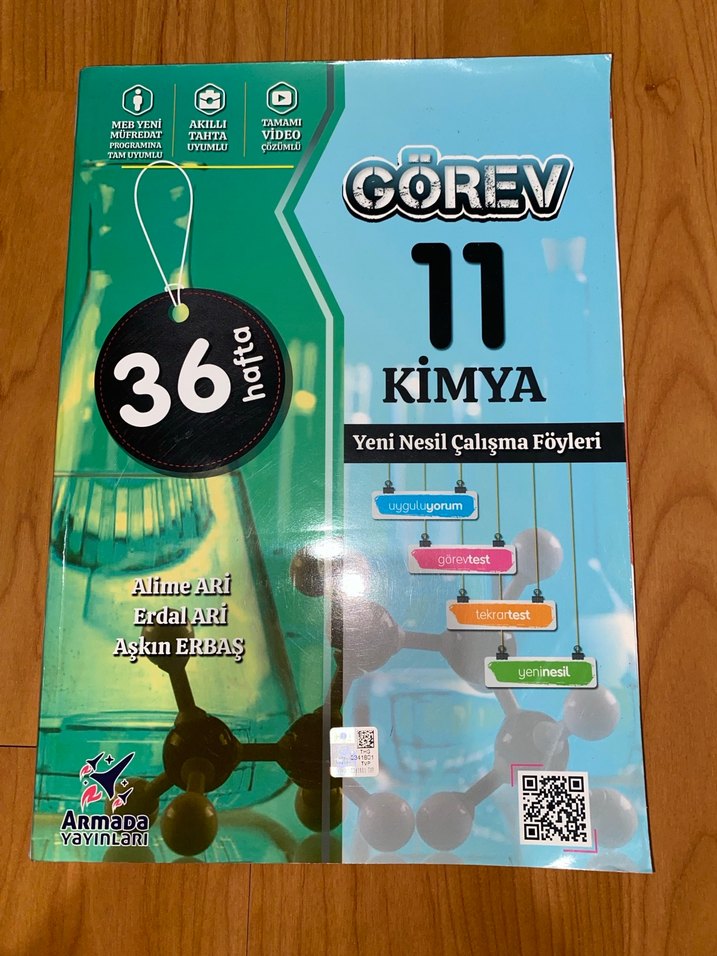 MEB YENİ
MÜFREDAT
PROGRAMINA
TAM UYUMLU
AKILLI
TAHTA
UYUMLU
TAMAMI
VİDEO
ÇÖZÜMLÜ
GÖREV
11
KİMYA
36
hafta
Yeni Nesil Çalışma Föyleri
uyguluyorum
görevtest
tekrartest
yeninesil
Alime ARİ
Erdal ARİ
Aşkın ERBAŞ
ARMADA
YAYINLARI